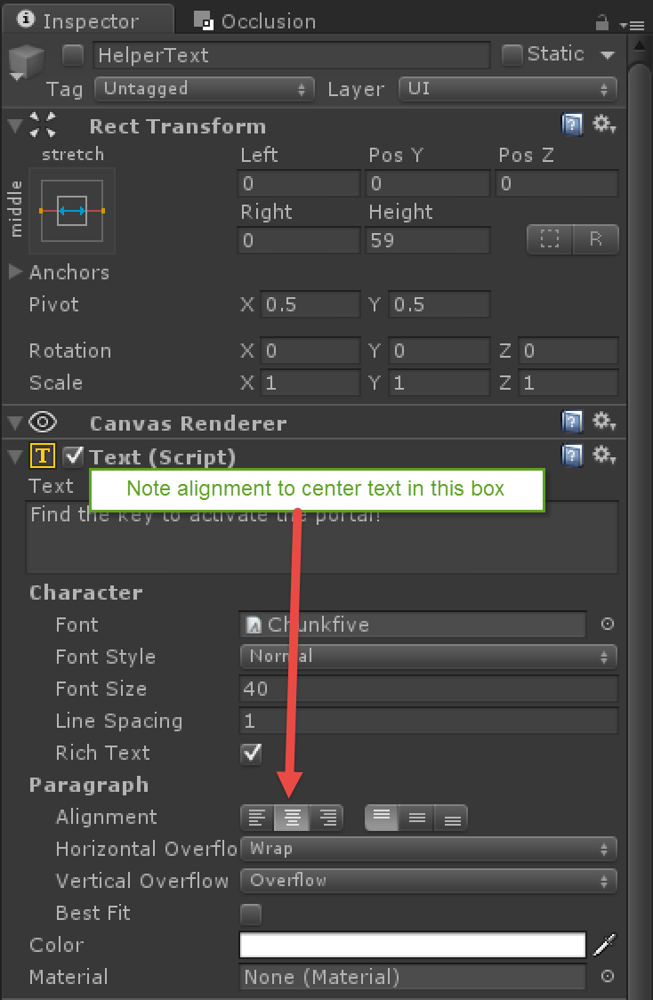 Inspector Occlusion
HelperText Static
Tag Untagged Layer UI
Rect Transform
stretch Left Pos Y Pos Z
middle
0 0 0
Right Height
0 59 R
Anchors
Pivot X 0.5 Y 0.5
Rotation X 0 Y 0 Z 0
Scale X 1 Y 1 Z 1
Canvas Renderer
T Text (Script)
Text
Note alignment to center text in this box
Find the key to activate the portal!
Character
Font Chunkfive
Font Style Normal
Font Size 40
Line Spacing 1
Rich Text
Paragraph
Alignment
Horizontal Overflo Wrap
Vertical Overflow Overflow
Best Fit
Color
Material None (Material)